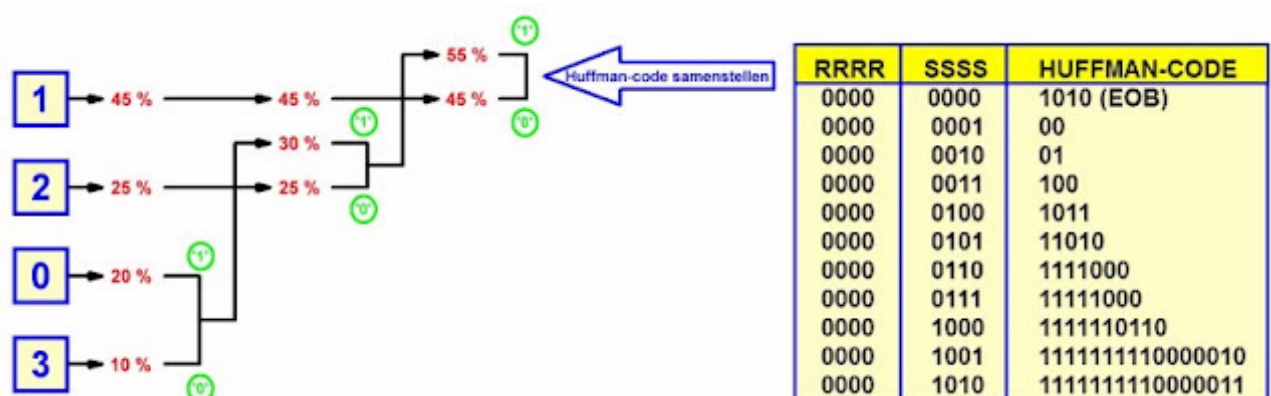 "1"
55 %
Huffman-code samenstellen
1 45 % 45 % 45 %
"1" "0"
30 %
2 25 % 25 %
"0"
"1"
0 20 %
3 10 %
"0"
RRRR SSSS HUFFMAN-CODE
0000 0000 1010 (EOB)
0000 0001 00
0000 0010 01
0000 0011 100
0000 0100 1011
0000 0101 11010
0000 0110 1111000
0000 0111 11111000
0000 1000 1111110110
0000 1001 1111111110000010
0000 1010 1111111110000011